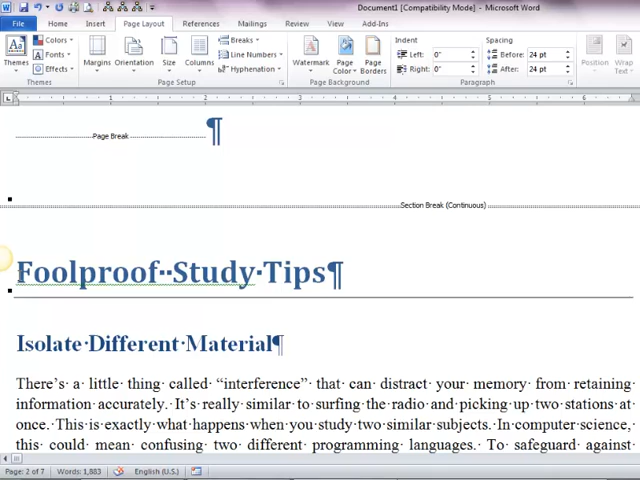 Document1 [Compatibility Mode] - Microsoft Word
File Home Insert Page Layout References Mailings Review View Add-Ins
Themes Colors Fonts Effects
Margins Orientation Size Columns Breaks Line Numbers Hyphenation
Watermark Page Color Page Borders
Indent Spacing
Left: 0" Before: 24 pt
Right: 0" After: 24 pt
Position Wrap Text
Page Setup Page Background Paragraph
1 2 3 4 5 6
Page Break ¶
Section Break (Continuous)
Foolproof··Study·Tips¶
Isolate·Different·Material¶
There's· a· little· thing· called· “interference”· that· can· distract· your· memory· from· retaining·
information·accurately.· It's·really·similar·to·surfing·the·radio·and·picking·up·two·stations·at·
once.· This·is·exactly·what·happens·when·you·study·two·similar·subjects.· In·computer·science,·
this· could· mean· confusing· two· different· programming· languages.· To· safeguard· against·
Page: 2 of 7 Words: 1,883 English (U.S.)